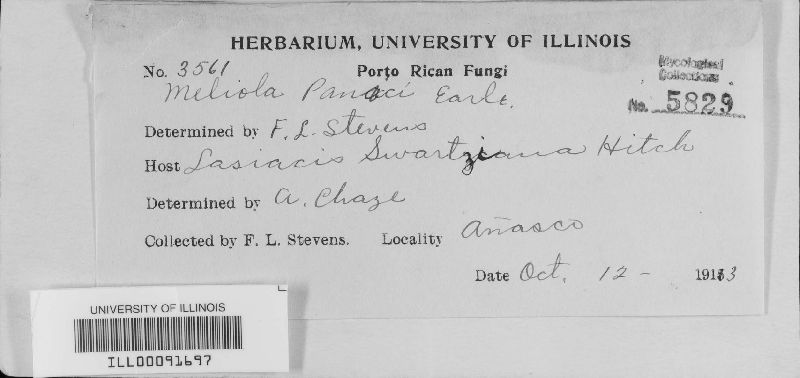 HERBARIUM, UNIVERSITY OF ILLINOIS
No. 3561 Porto Rican Fungi
Mycological Collections
No. 5829
Meliola Panici Earle.
Determined by F. L. Stevens
Host Lasiacis Swartziana Hitch
Determined by A. Chaze
Collected by F. L. Stevens. Locality Añasco
Date Oct. 12 - 1913
UNIVERSITY OF ILLINOIS
ILL00091697